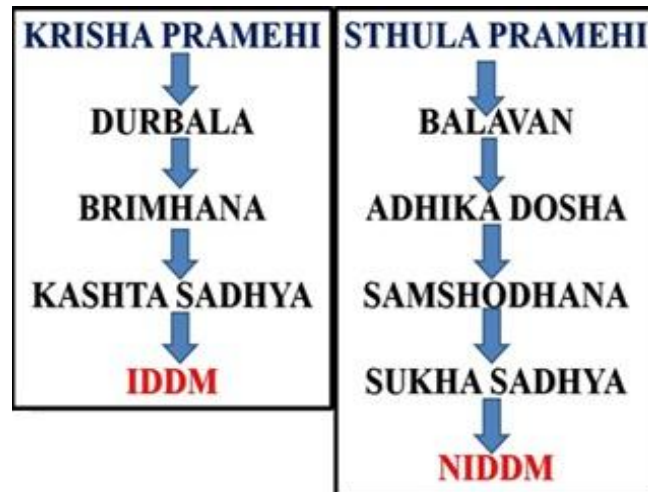 KRISHA PRAMEHI
DURBALA
BRIMHANA
KASHTA SADHYA
IDDM
STHULA PRAMEHI
BALAVAN
ADHIKA DOSHA
SAMSHODHANA
SUKHA SADHYA
NIDDM